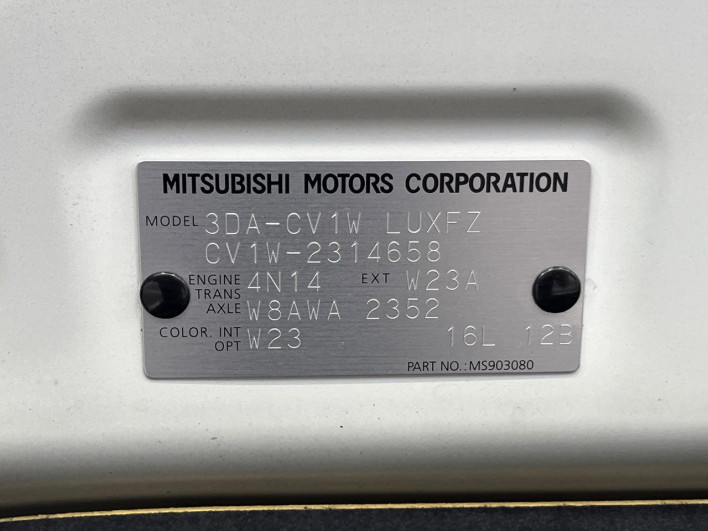 MITSUBISHI MOTORS CORPORATION
MODEL 3DA-CV1W LUXFZ
CV1W-2314658
ENGINE 4N14 EXT W23A
TRANS
AXLE W8AWA 2352
COLOR. INT W23 16L 12B
OPT
PART NO.: MS903080